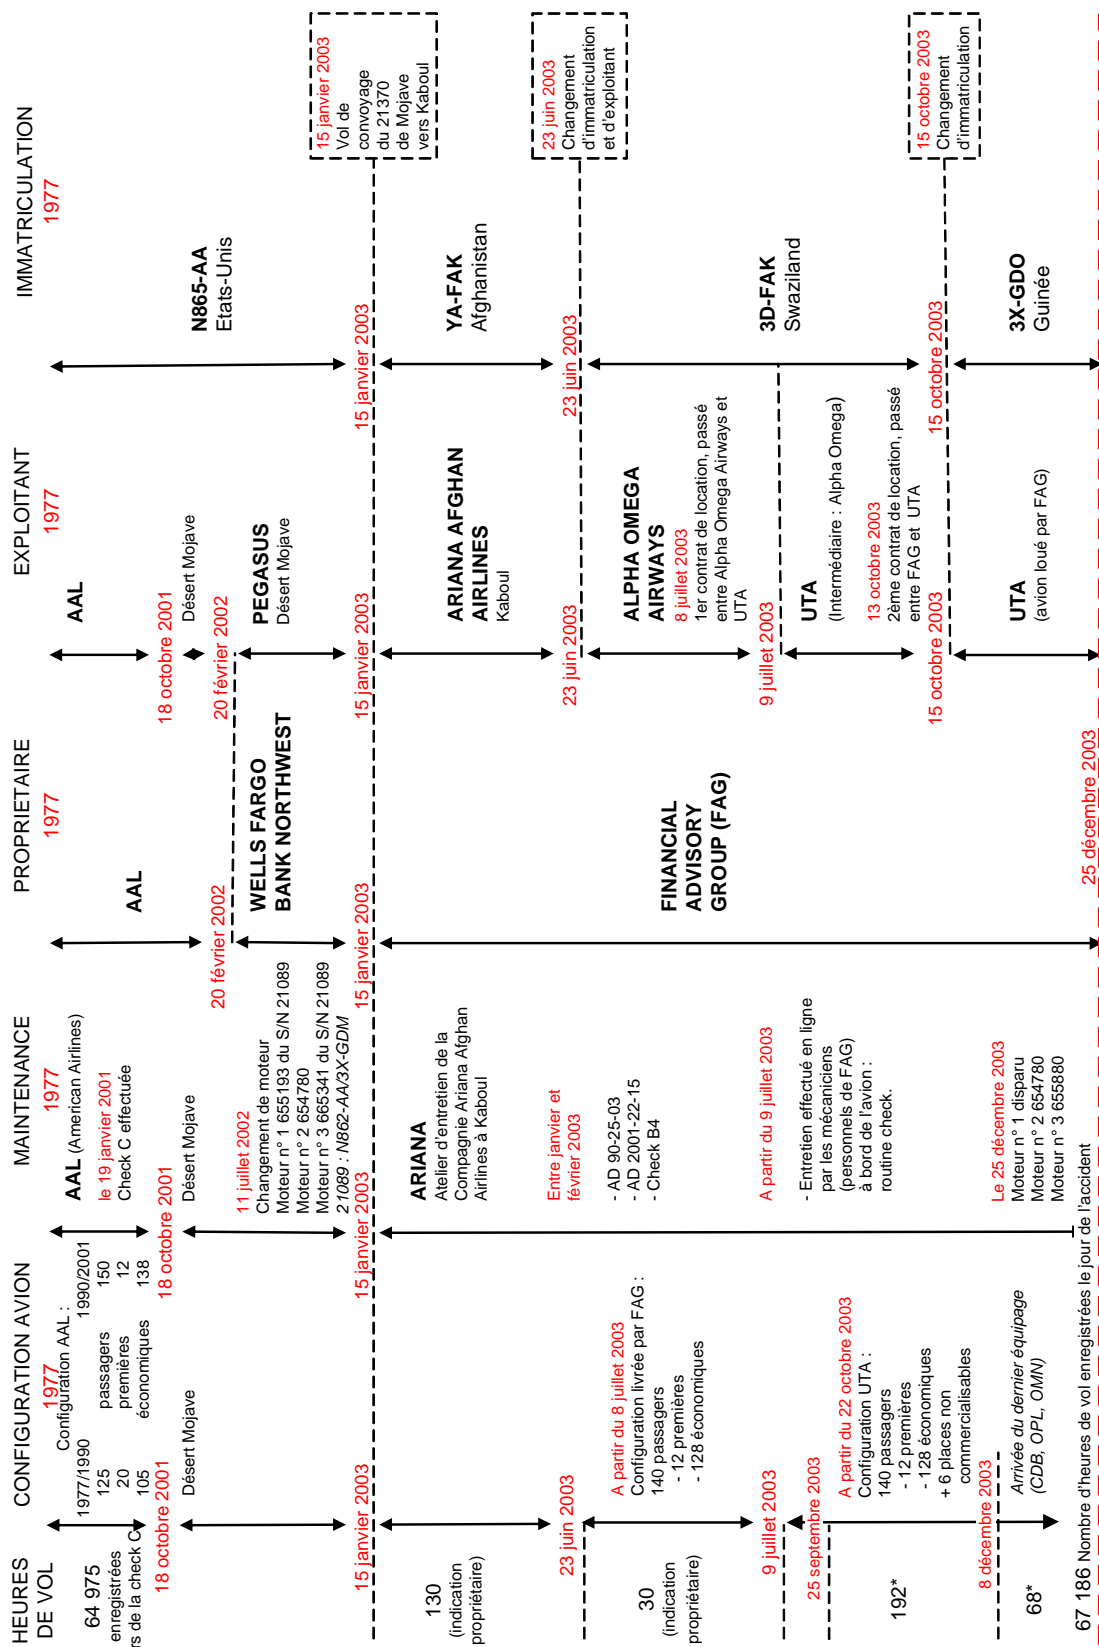 HEURES
DE VOL
64 975
enregistrées
rs de la check C
18 octobre 2001
15 janvier 2003
130
(indication
propriétaire)
23 juin 2003
30
(indication
propriétaire)
9 juillet 2003
25 septembre 2003
192*
8 décembre 2003
68*
67 186 Nombre d'heures de vol enregistrées le jour de l'accident
CONFIGURATION AVION
1977
Configuration AAL :
1977/1990 1990/2001
125 passagers 150
20 premières 12
105 économiques 138
Désert Mojave
A partir du 8 juillet 2003
Configuration livrée par FAG :
140 passagers
- 12 premières
- 128 économiques
A partir du 22 octobre 2003
Configuration UTA :
140 passagers
- 12 premières
- 128 économiques
+ 6 places non
commercialisables
Arrivée du dernier équipage
(CDB, OPL, OMN)
MAINTENANCE
1977
AAL (American Airlines)
le 19 janvier 2001
Check C effectuée
18 octobre 2001
Désert Mojave
11 juillet 2002
Changement de moteur
Moteur n° 1 655193 du S/N 21089
Moteur n° 2 654780
Moteur n° 3 665341 du S/N 21089
21089 : N862-AA/3X-GDM
15 janvier 2003
ARIANA
Atelier d'entretien de la
Compagnie Ariana Afghan
Airlines à Kaboul
Entre janvier et
février 2003
- AD 90-25-03
- AD 2001-22-15
- Check B4
A partir du 9 juillet 2003
- Entretien effectué en ligne
par les mécaniciens
(personnels de FAG)
à bord de l'avion :
routine check.
Le 25 décembre 2003
Moteur n° 1 disparu
Moteur n° 2 654780
Moteur n° 3 655880
PROPRIETAIRE
1977
AAL
20 février 2002
WELLS FARGO
BANK NORTHWEST
15 janvier 2003
FINANCIAL
ADVISORY
GROUP (FAG)
25 décembre 2003
EXPLOITANT
1977
AAL
18 octobre 2001
Désert Mojave
20 février 2002
PEGASUS
Désert Mojave
15 janvier 2003
ARIANA AFGHAN
AIRLINES
Kaboul
23 juin 2003
ALPHA OMEGA
AIRWAYS
8 juillet 2003
1er contrat de location, passé
entre Alpha Omega Airways et
UTA
9 juillet 2003
UTA
(Intermédiaire : Alpha Omega)
13 octobre 2003
2ème contrat de location, passé
entre FAG et UTA
15 octobre 2003
UTA
(avion loué par FAG)
IMMATRICULATION
1977
N865-AA
Etats-Unis
15 janvier 2003
YA-FAK
Afghanistan
23 juin 2003
3D-FAK
Swaziland
15 octobre 2003
3X-GDO
Guinée
15 janvier 2003
Vol de
convoyage
du 21370
de Mojave
vers Kaboul
23 juin 2003
Changement
d'immatriculation
et d'exploitant
15 octobre 2003
Changement
d'immatriculation